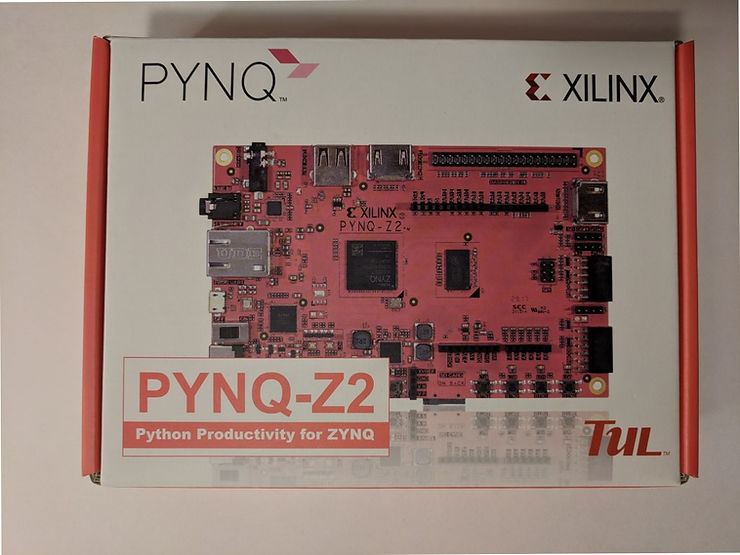 PYNQ™
XILINX®
XILINX®
PYNQ-Z2
ZYNQ
PYNQ-Z2
Python Productivity for ZYNQ
TUL™